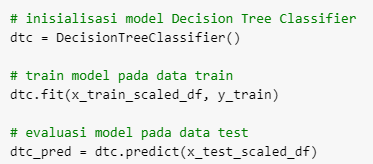 # inisialisasi model Decision Tree Classifier
dtc = DecisionTreeClassifier()
# train model pada data train
dtc.fit(x_train_scaled_df, y_train)
# evaluasi model pada data test
dtc_pred = dtc.predict(x_test_scaled_df)